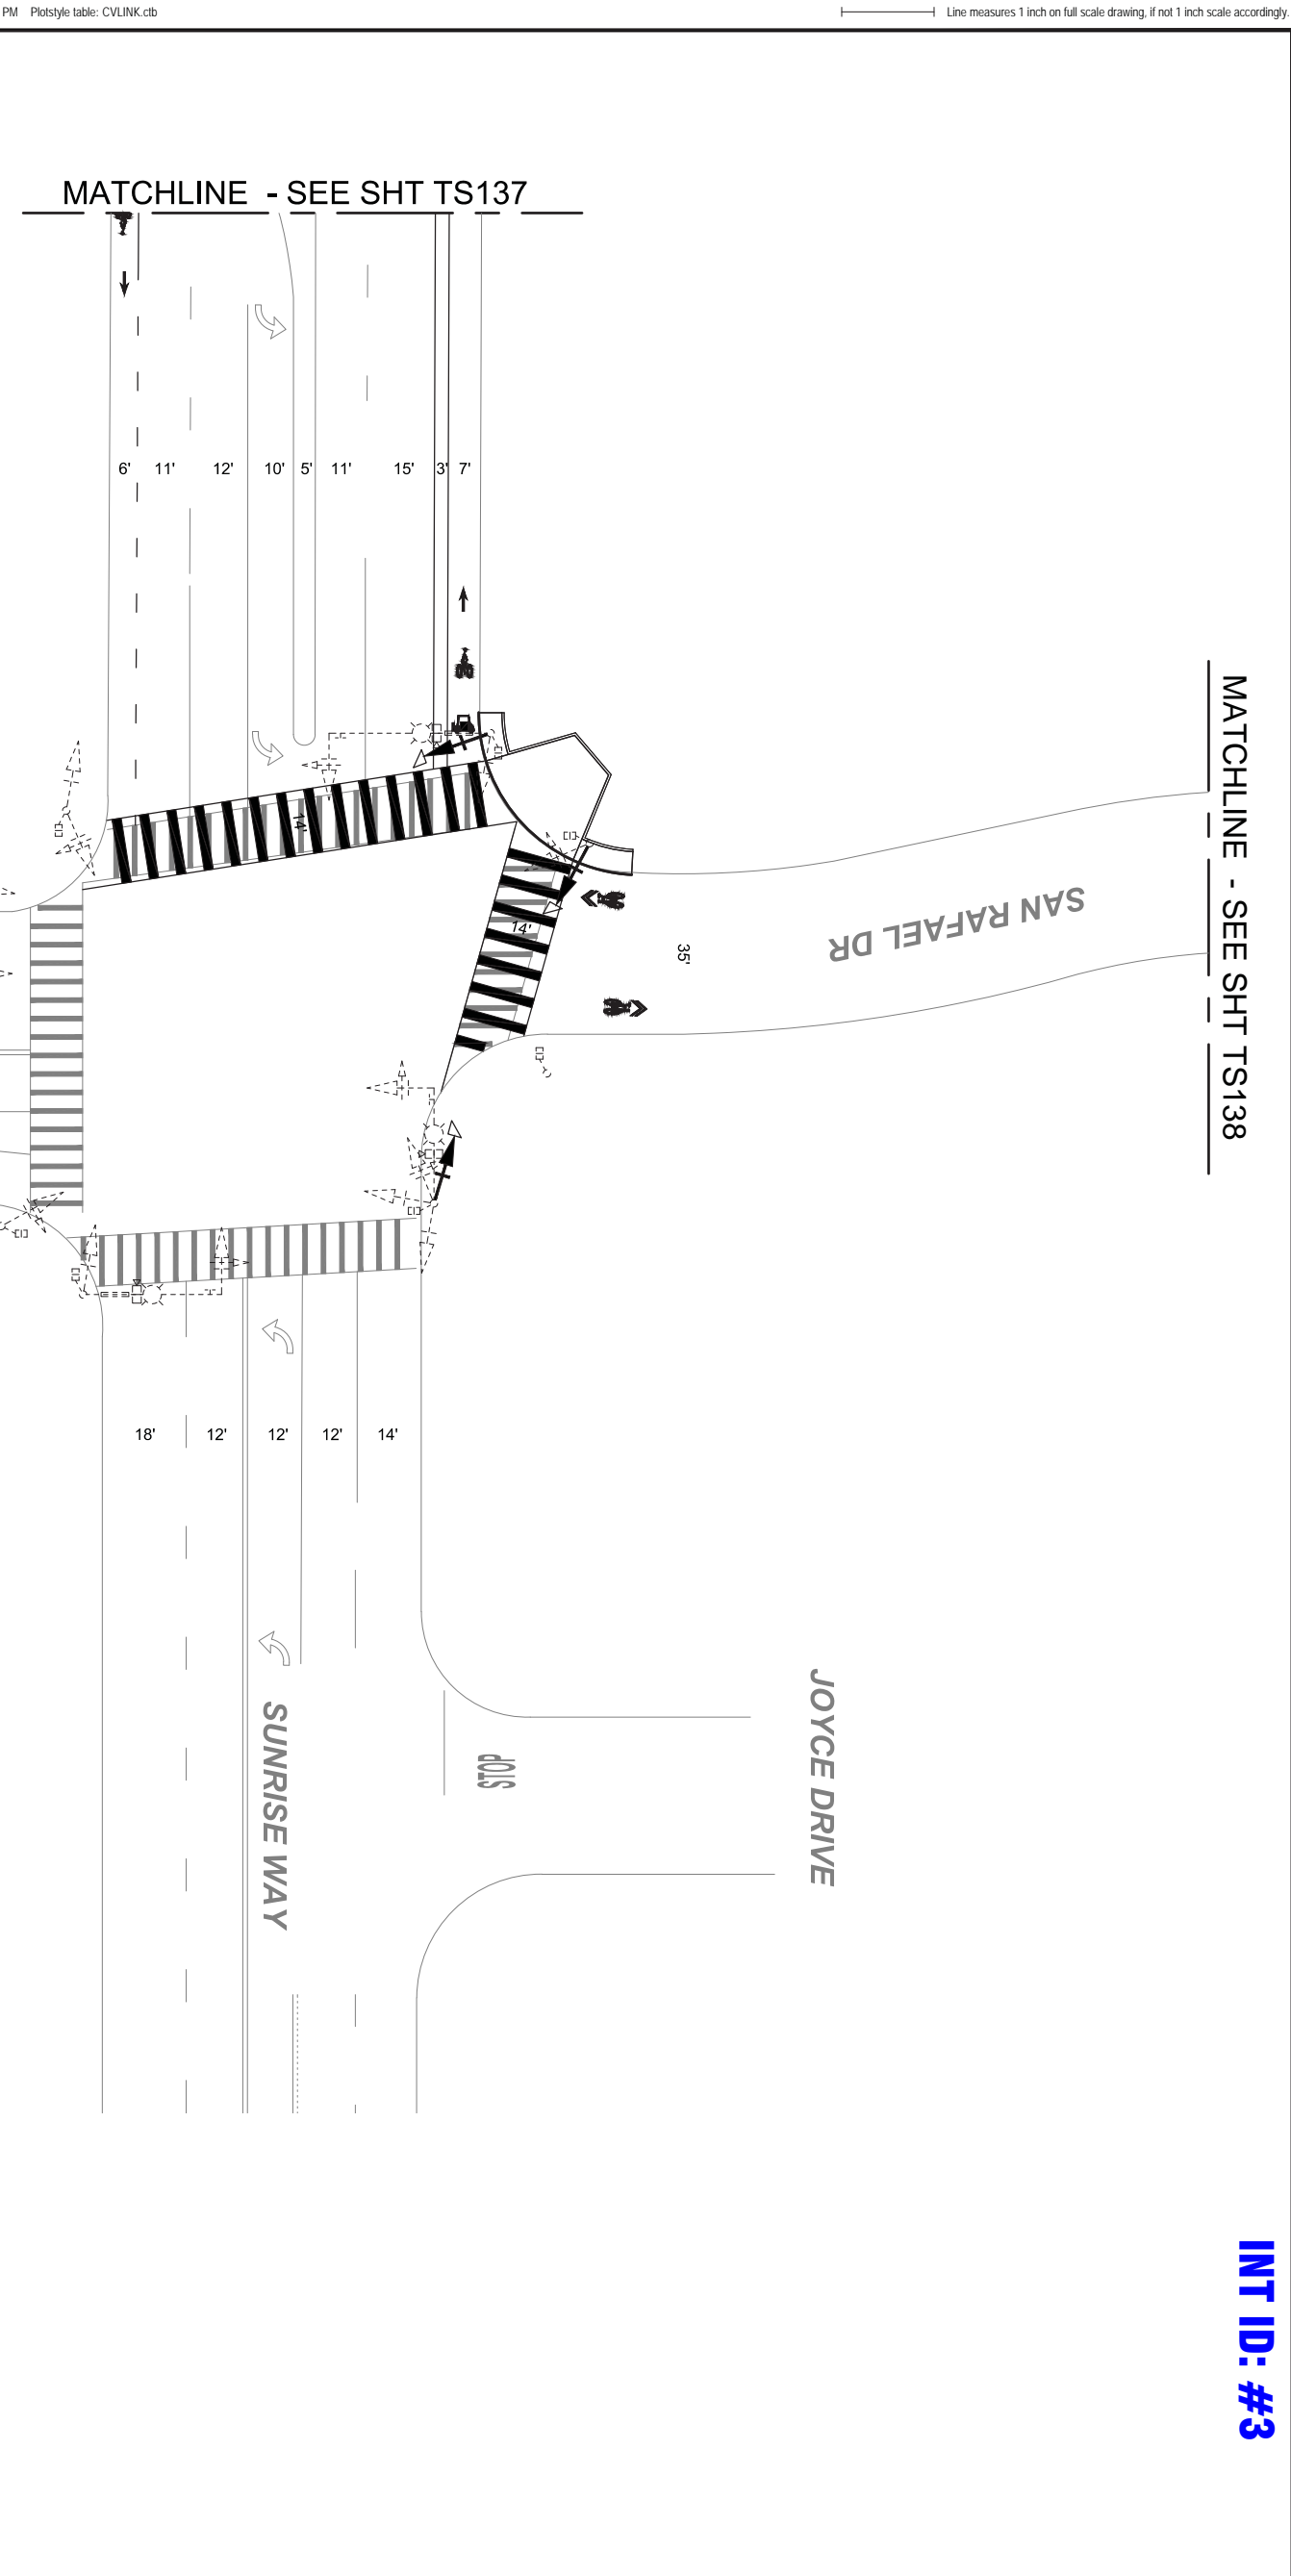 PM Plotstyle table: CVLINK.ctb
Line measures 1 inch on full scale drawing, if not 1 inch scale accordingly.
MATCHLINE - SEE SHT TS137
6' 11' 12' 10' 5' 11' 15' 3' 7'
MATCHLINE - SEE SHT TS138
14'
14'
35'
SAN RAFAEL DR
18' 12' 12' 12' 14'
SUNRISE WAY
STOP
JOYCE DRIVE
INT ID: #3